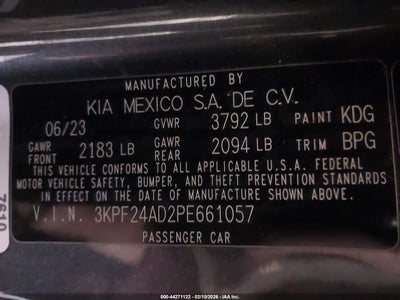 MANUFACTURED BY
KIA MEXICO S.A. DE C.V.
06/23 GVWR 3792 LB PAINT KDG
GAWR FRONT 2183 LB GAWR REAR 2094 LB TRIM BPG
THIS VEHICLE CONFORMS TO ALL APPLICABLE U.S.A. FEDERAL
MOTOR VEHICLE SAFETY, BUMPER, AND THEFT PREVENTION STANDARDS
IN EFFECT ON THE DATE OF MANUFACTURE SHOWN ABOVE.
V.I.N. 3KPF24AD2PE661057
PASSENGER CAR
7610
000-44271122 - 02/10/2026 - IAA Inc.